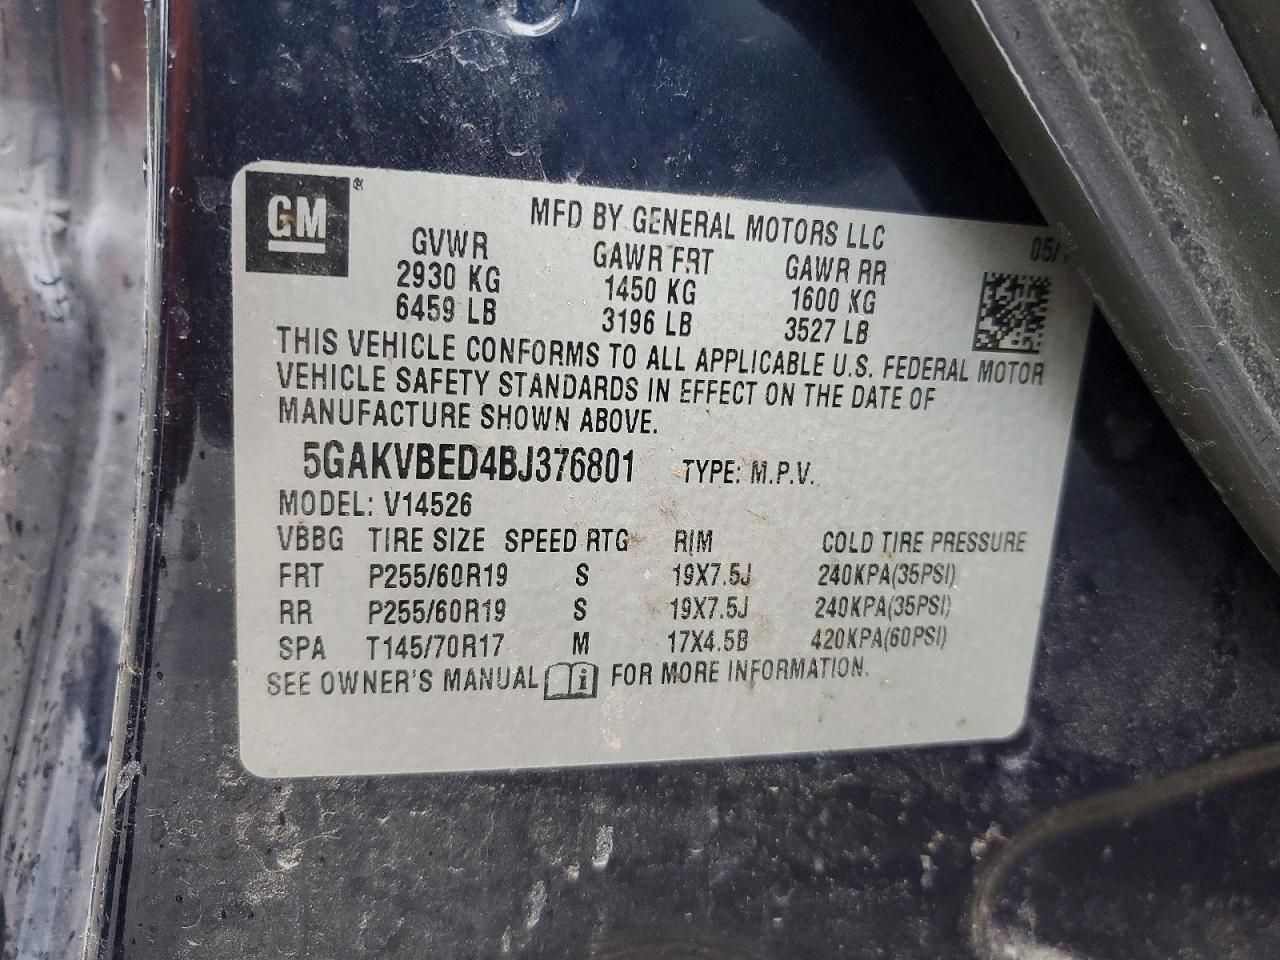 GM ®
MFD BY GENERAL MOTORS LLC
GVWR GAWR FRT GAWR RR 05/
2930 KG 1450 KG 1600 KG
6459 LB 3196 LB 3527 LB
THIS VEHICLE CONFORMS TO ALL APPLICABLE U.S. FEDERAL MOTOR
VEHICLE SAFETY STANDARDS IN EFFECT ON THE DATE OF
MANUFACTURE SHOWN ABOVE.
5GAKVBED4BJ376801 TYPE: M.P.V.
MODEL: V14526
VBBG TIRE SIZE SPEED RTG RIM COLD TIRE PRESSURE
FRT P255/60R19 S 19X7.5J 240KPA(35PSI)
RR P255/60R19 S 19X7.5J 240KPA(35PSI)
SPA T145/70R17 M 17X4.5B 420KPA(60PSI)
SEE OWNER'S MANUAL i FOR MORE INFORMATION.